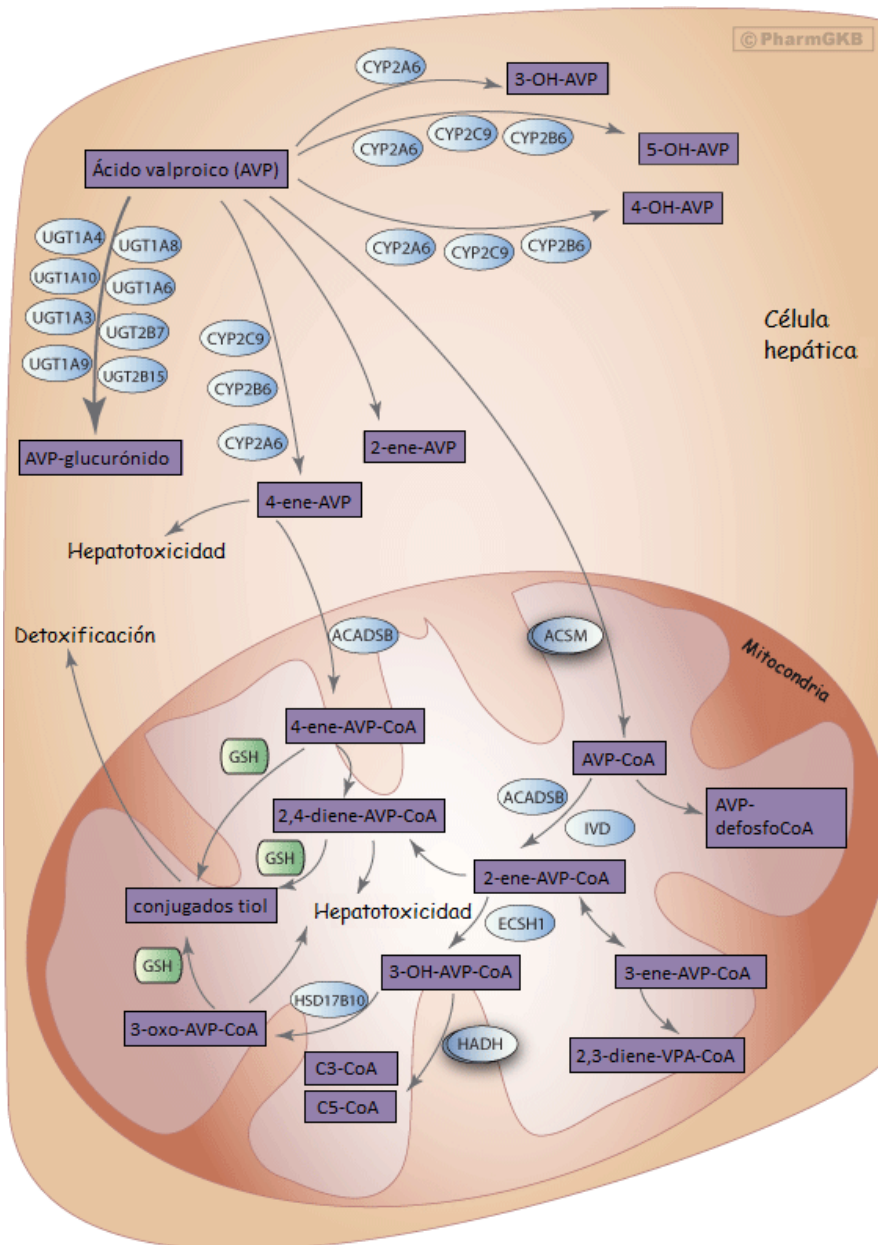 © PharmGKB
CYP2A6
3-OH-AVP
CYP2A6
CYP2C9
CYP2B6
5-OH-AVP
Ácido valproico (AVP)
4-OH-AVP
CYP2A6
CYP2C9
CYP2B6
UGT1A4
UGT1A8
UGT1A10
UGT1A6
UGT1A3
UGT2B7
UGT1A9
UGT2B15
CYP2C9
CYP2B6
CYP2A6
Célula
hepática
AVP-glucurónido
2-ene-AVP
4-ene-AVP
Hepatotoxicidad
Detoxificación
ACADSB
ACSM
Mitocondria
4-ene-AVP-CoA
GSH
AVP-CoA
2,4-diene-AVP-CoA
ACADSB
IVD
AVP-
defosfoCoA
GSH
2-ene-AVP-CoA
conjugados tiol
Hepatotoxicidad
ECSH1
GSH
3-OH-AVP-CoA
3-ene-AVP-CoA
HSD17B10
3-oxo-AVP-CoA
HADH
C3-CoA
2,3-diene-VPA-CoA
C5-CoA